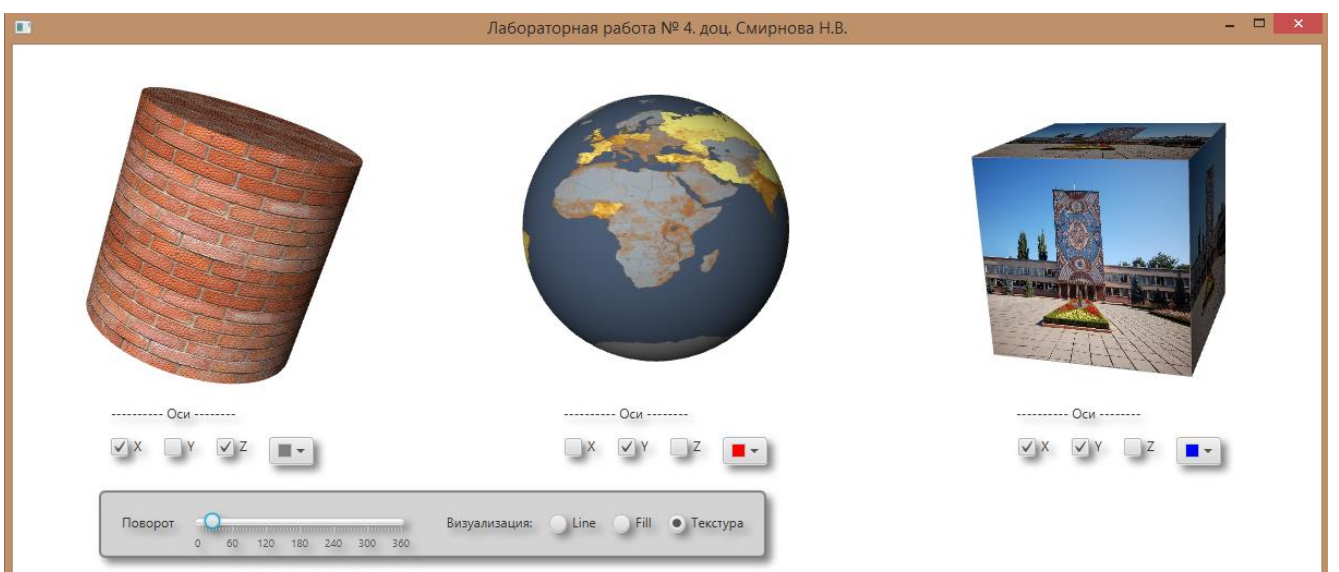 Лабораторная работа № 4. доц. Смирнова Н.В.
---------- Оси --------
X Y Z
---------- Оси --------
X Y Z
---------- Оси --------
X Y Z
Поворот Визуализация: Line Fill Текстура
0 60 120 180 240 300 360